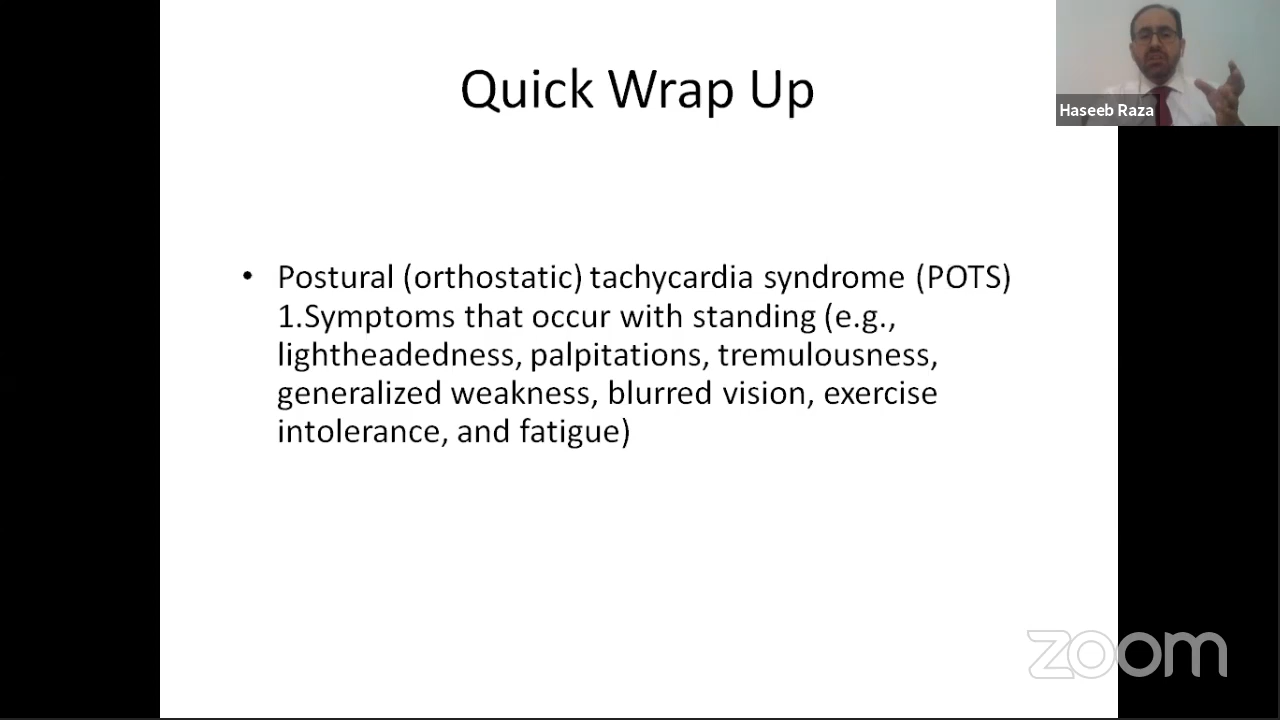 Quick Wrap Up
Haseeb Raza
• Postural (orthostatic) tachycardia syndrome (POTS)
1.Symptoms that occur with standing (e.g.,
lightheadedness, palpitations, tremulousness,
generalized weakness, blurred vision, exercise
intolerance, and fatigue)
zoom